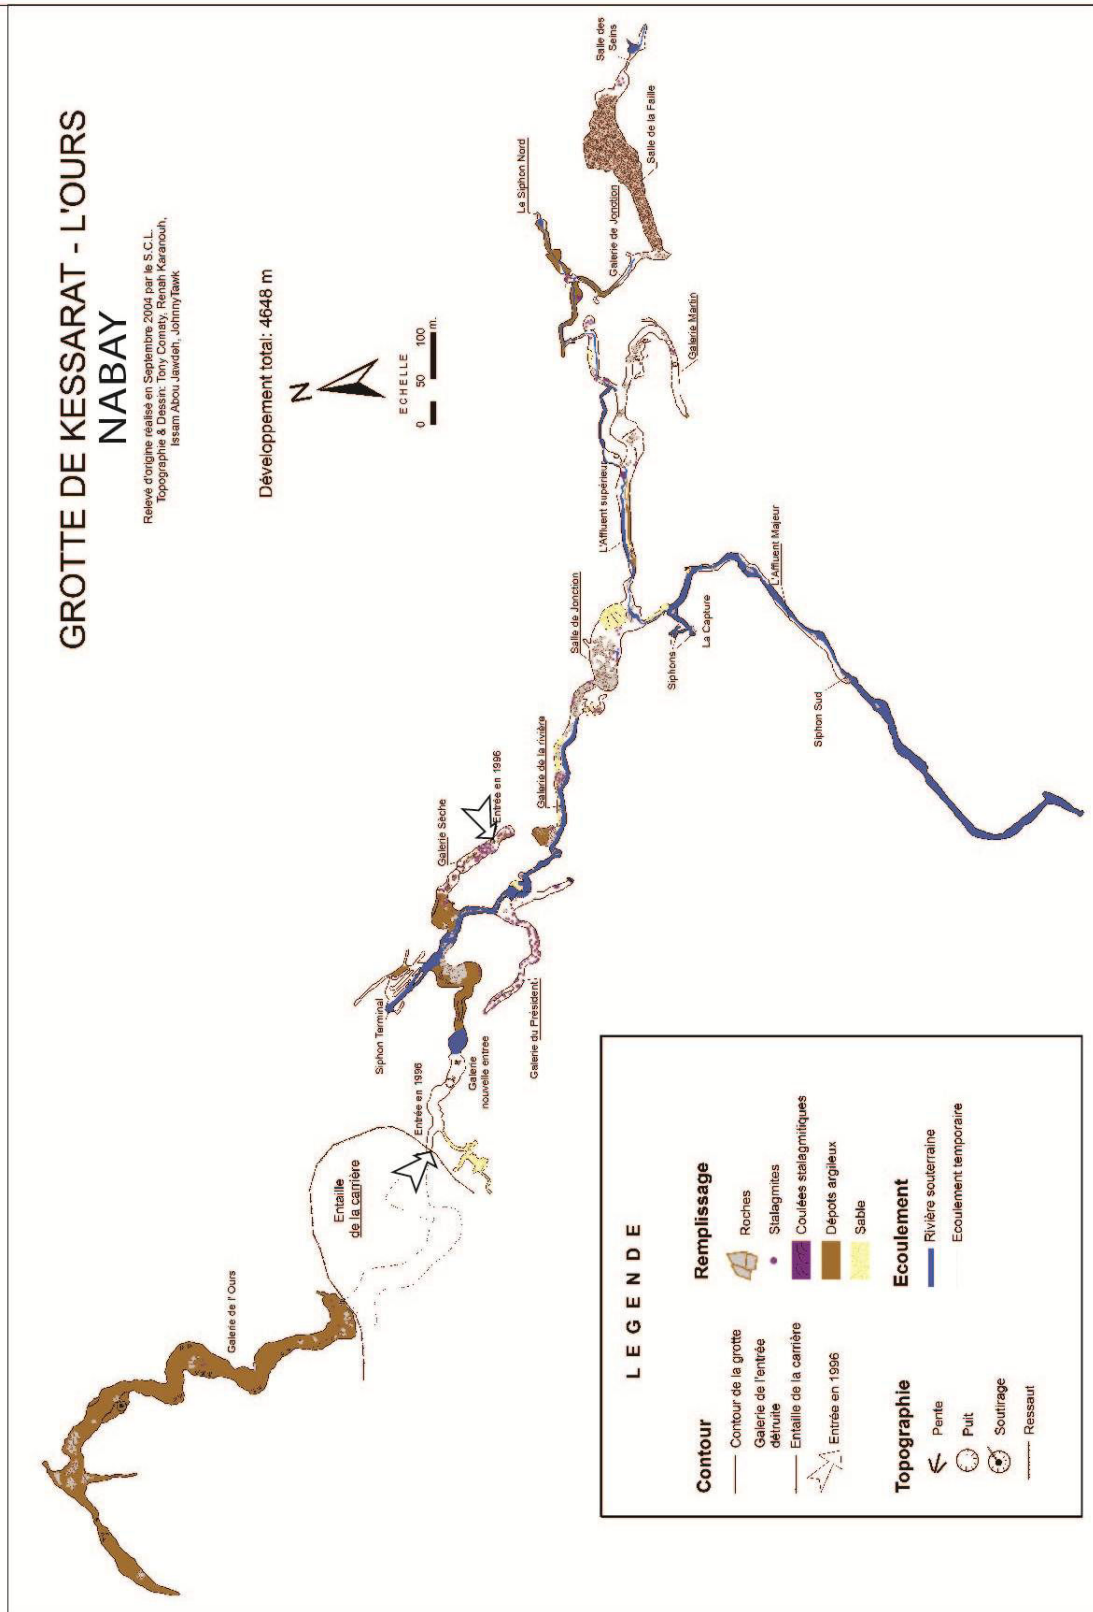 GROTTE DE KESSARAT - L'OURS
NABAY
Relevé d'origine réalisé en Septembre 2004 par le S.C.L.
Topographie & Dessin: Tony Comaty, Renah Karanouh,
Issam Abou Jawdeh, JohnnyTawk
Développement total: 4648 m
N
ECHELLE
0 50 100 m.
Galerie de l' Ours
Entaille
de la carrière
Entrée en 1996
Galerie
nouvelle entrée
Siphon Terminal
Galerie du Président
Galerie Sèche
Entrée en 1996
Galerie de la rivière
Salle de Jonction
Siphons
La Capture
L'Affluent Majeur
Siphon Sud
L'Affluent supérieur
Galerie Martin
Le Siphon Nord
Galerie de Jonction
Salle de la Faille
Salle des
Seins
LEGENDE
Contour
Contour de la grotte
Galerie de l'entrée
détruite
Entaille de la carrière
Entrée en 1996
Topographie
Pente
Puit
Soutirage
Ressaut
Remplissage
Roches
Stalagmites
Coulées stalagmitiques
Dépots argileux
Sable
Ecoulement
Rivière souterraine
Ecoulement temporaire